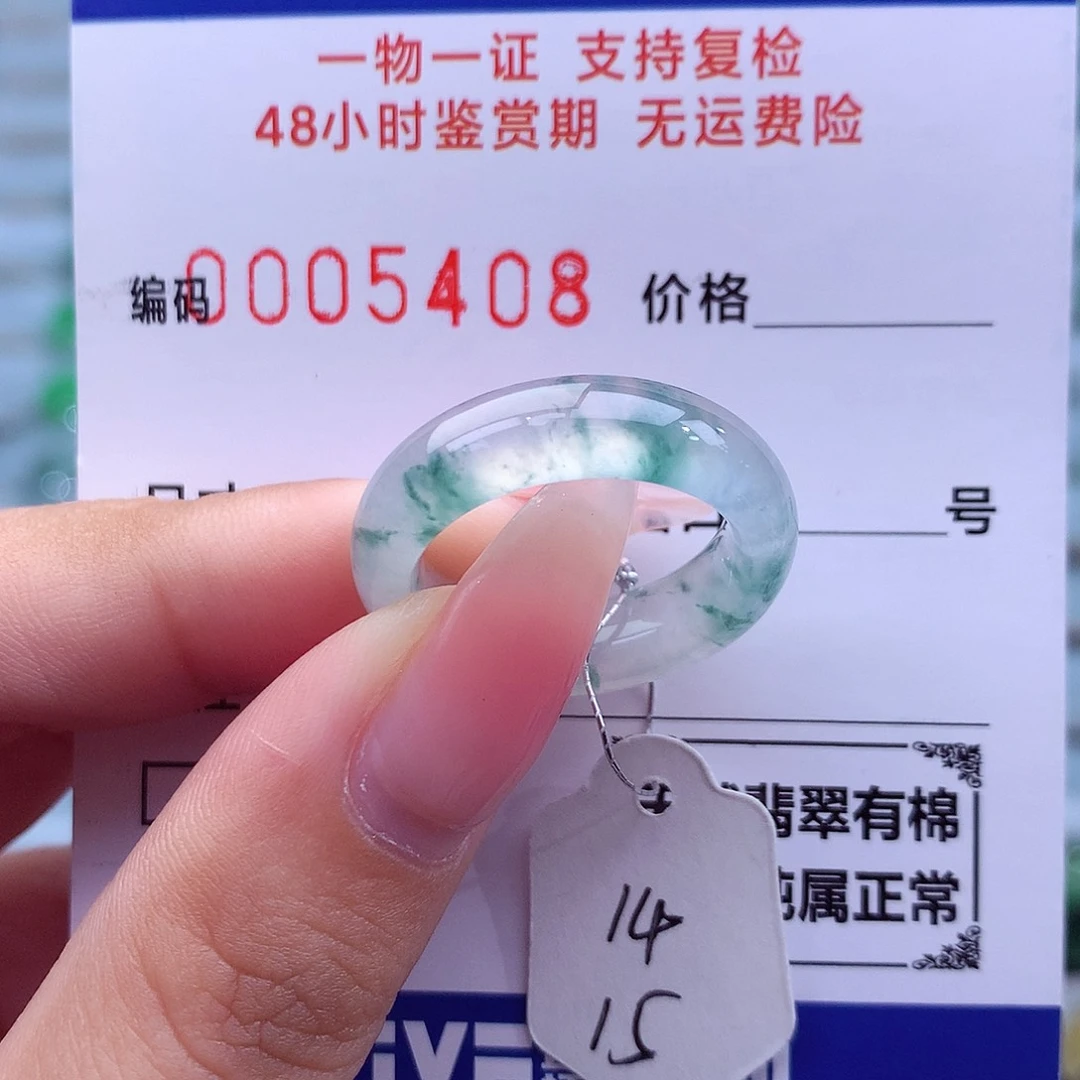 一物一证 支持复检
48小时鉴赏期 无运费险
编码0005408 价格
号
翡翠有棉
纯属正常
14
15